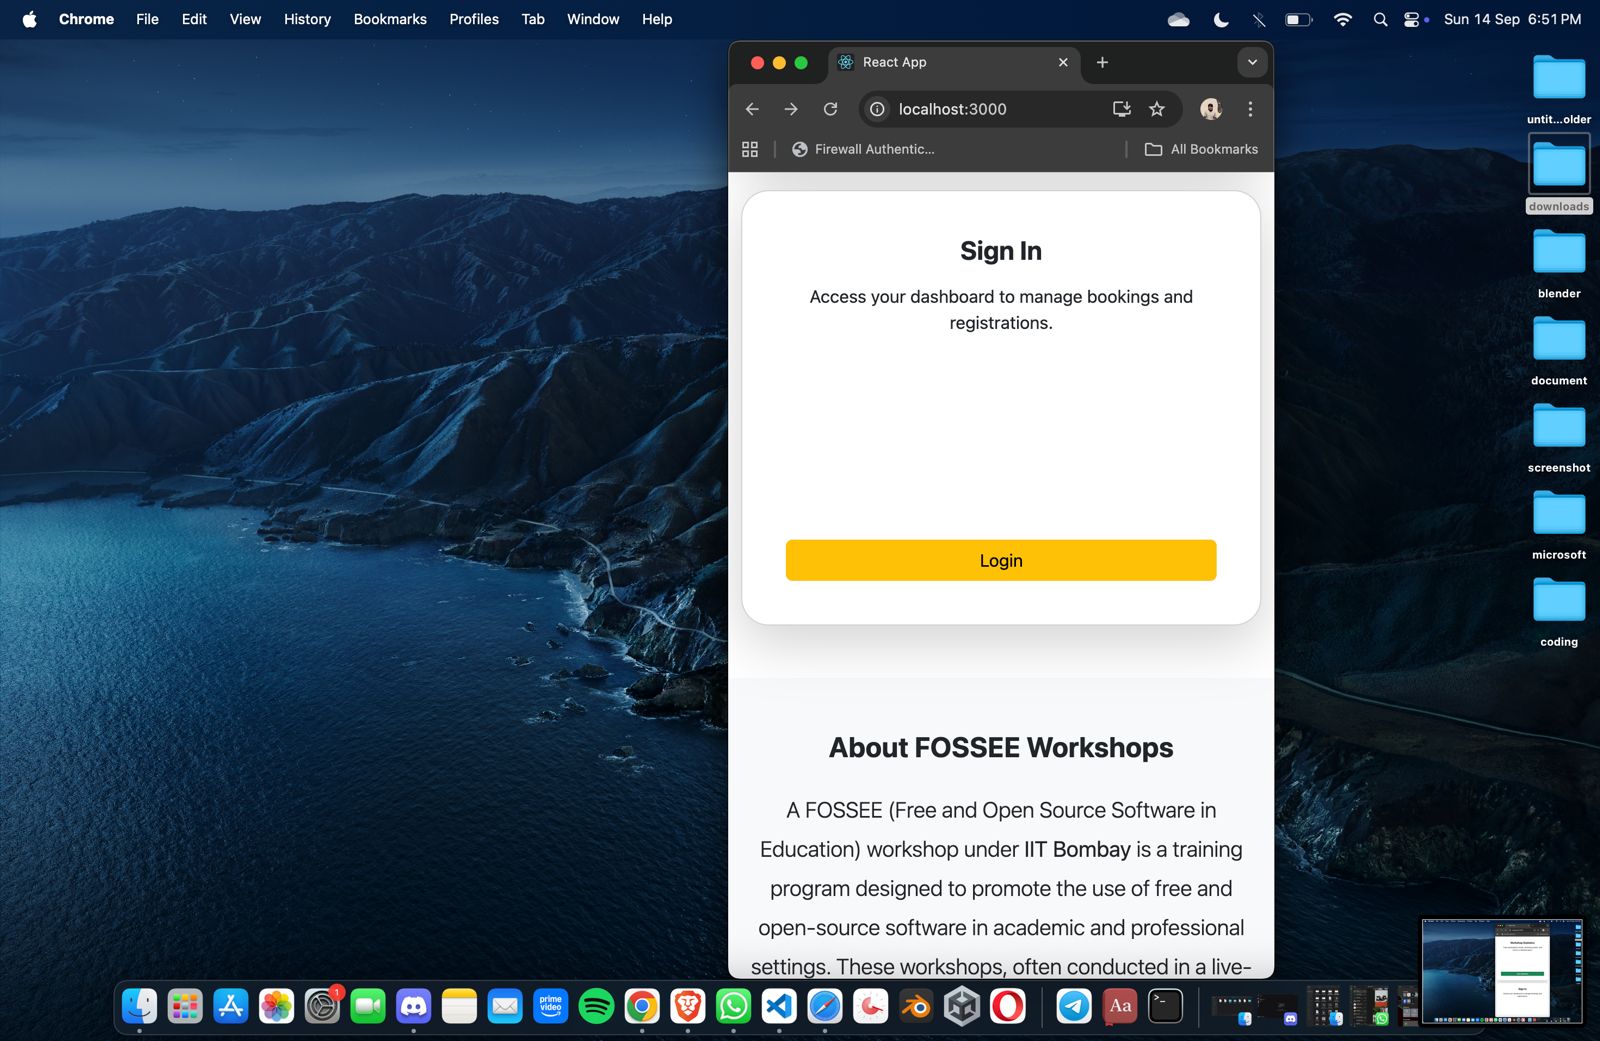 Chrome File Edit View History Bookmarks Profiles Tab Window Help
Sun 14 Sep 6:51 PM
React App
localhost:3000
Firewall Authentic...
All Bookmarks
Sign In
Access your dashboard to manage bookings and
registrations.
Login
About FOSSEE Workshops
A FOSSEE (Free and Open Source Software in
Education) workshop under IIT Bombay is a training
program designed to promote the use of free and
open-source software in academic and professional
settings. These workshops, often conducted in a live-
untit...older
downloads
blender
document
screenshot
microsoft
coding
1
prime
video
Aa